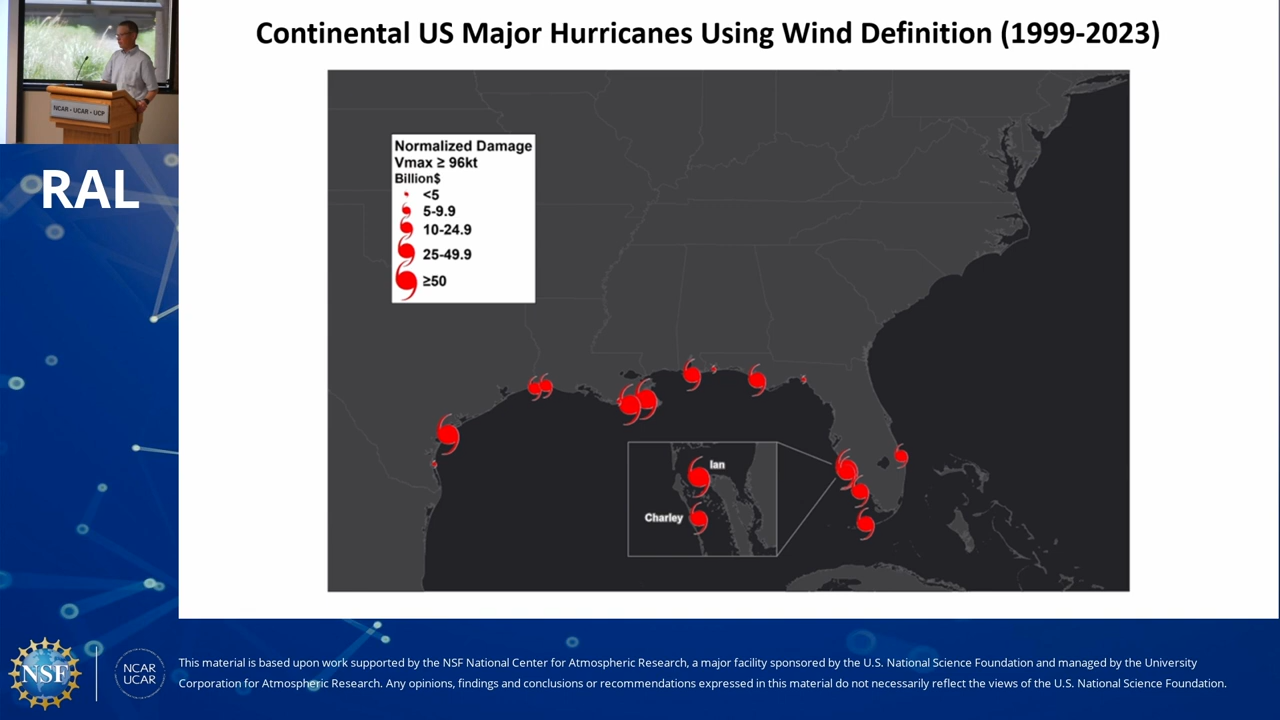 Continental US Major Hurricanes Using Wind Definition (1999-2023)
NCAR • UCAR • UCP
RAL
Normalized Damage
Vmax ≥ 96kt
Billion$
<5
5-9.9
10-24.9
25-49.9
≥50
Ian
Charley
NSF
NCAR
UCAR
This material is based upon work supported by the NSF National Center for Atmospheric Research, a major facility sponsored by the U.S. National Science Foundation and managed by the University
Corporation for Atmospheric Research. Any opinions, findings and conclusions or recommendations expressed in this material do not necessarily reflect the views of the U.S. National Science Foundation.